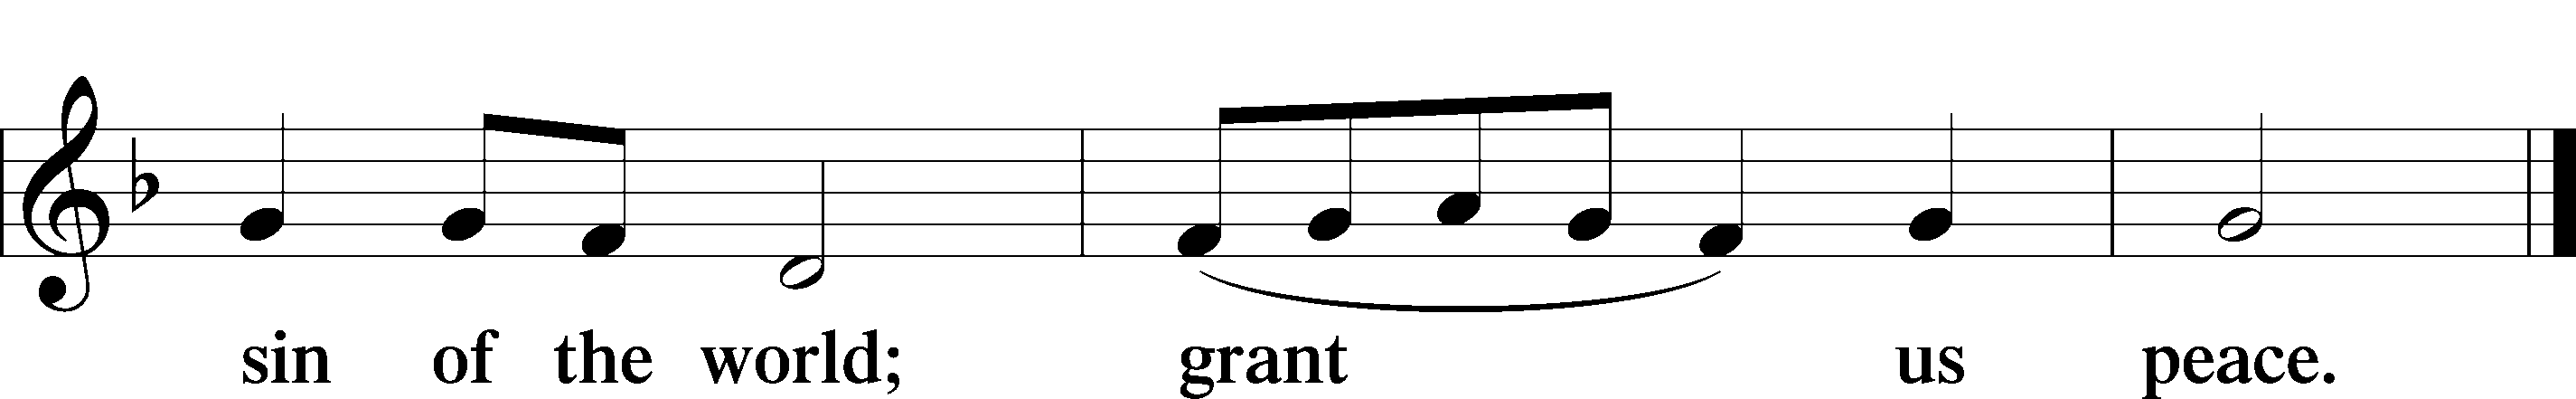 sin of the world; grant us peace.